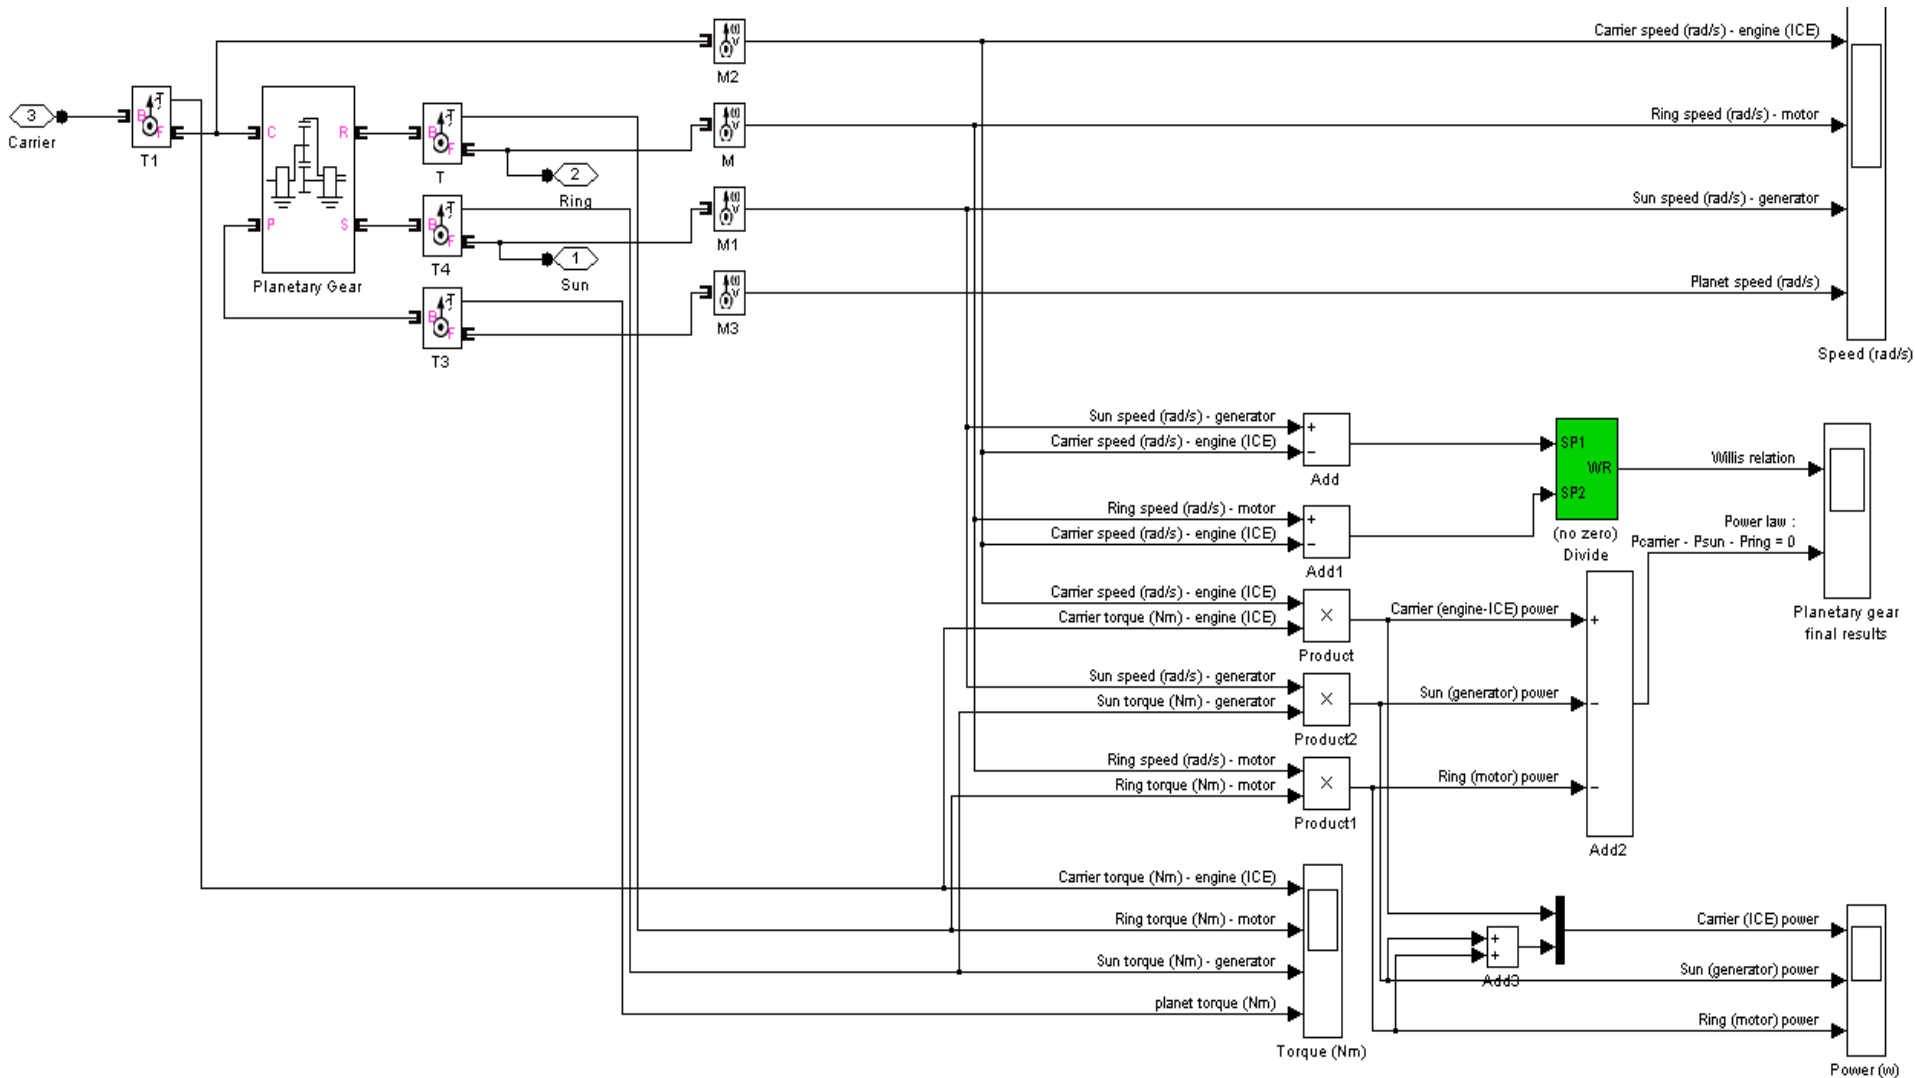 Carrier speed (rad/s) - engine (ICE)
M2
3
Carrier
B
F
T1
C
R
P
S
Planetary Gear
B
F
T
2
Ring
M
Ring speed (rad/s) - motor
B
F
T4
1
Sun
M1
Sun speed (rad/s) - generator
B
F
T3
M3
Planet speed (rad/s)
Speed (rad/s)
Sun speed (rad/s) - generator
Carrier speed (rad/s) - engine (ICE)
+
−
Add
Ring speed (rad/s) - motor
Carrier speed (rad/s) - engine (ICE)
+
−
Add1
SP1
WR
SP2
(no zero)
Divide
Willis relation
Power law :
Pcarrier - Psun - Pring = 0
Planetary gear
final results
Carrier speed (rad/s) - engine (ICE)
Carrier torque (Nm) - engine (ICE)
×
Product
Carrier (engine-ICE) power
+
Sun speed (rad/s) - generator
Sun torque (Nm) - generator
×
Product2
Sun (generator) power
−
Ring speed (rad/s) - motor
Ring torque (Nm) - motor
×
Product1
Ring (motor) power
−
Add2
Carrier torque (Nm) - engine (ICE)
Ring torque (Nm) - motor
Sun torque (Nm) - generator
planet torque (Nm)
Torque (Nm)
+
+
Add3
Carrier (ICE) power
Sun (generator) power
Ring (motor) power
Power (w)